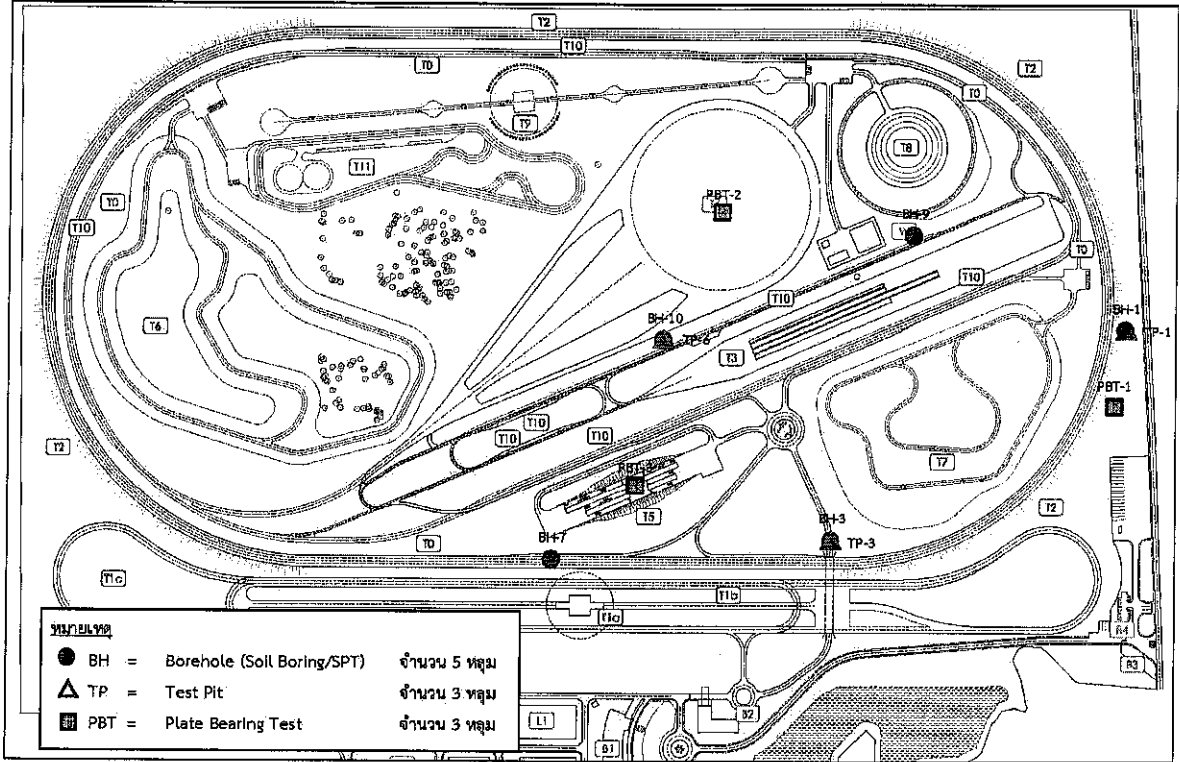 T2
T10
T0
T2
T0
T9
T8
T11
PBT-2
T0
T10
BH-9
T0
T10
T10
BH-10
TP-6
BH-1
TP-1
T6
T3
PBT-1
T10
T10
T10
T2
T7
T5
T2
BH-3
TP-3
T0
BH-7
T1c
T1b
T1a
หมายเหตุ
BH = Borehole (Soil Boring/SPT) จำนวน 5 หลุม
TP = Test Pit จำนวน 3 หลุม
PBT = Plate Bearing Test จำนวน 3 หลุม
B4
B3
L1
B2
B1